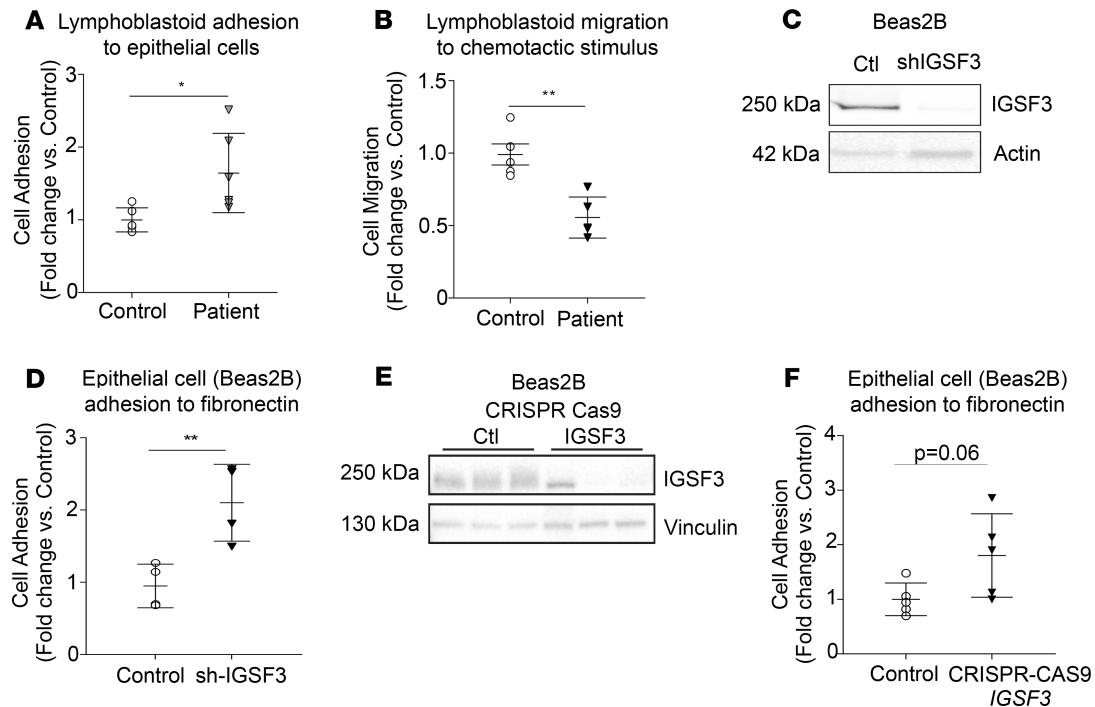 A Lymphoblastoid adhesion
to epithelial cells
Cell Adhesion
(Fold change vs. Control)
3
2
1
0
*
Control Patient
B Lymphoblastoid migration
to chemotactic stimulus
Cell Migration
(Fold change vs. Control)
1.5
1.0
0.5
0
**
Control Patient
C Beas2B
Ctl shIGSF3
250 kDa IGSF3
42 kDa Actin
D Epithelial cell (Beas2B)
adhesion to fibronectin
Cell Adhesion
(Fold change vs. Control)
3
2
1
0
**
Control sh-IGSF3
E Beas2B
CRISPR Cas9
Ctl IGSF3
250 kDa IGSF3
130 kDa Vinculin
F Epithelial cell (Beas2B)
adhesion to fibronectin
Cell Adhesion
(Fold change vs. Control)
4
3
2
1
0
p=0.06
Control CRISPR-CAS9
IGSF3